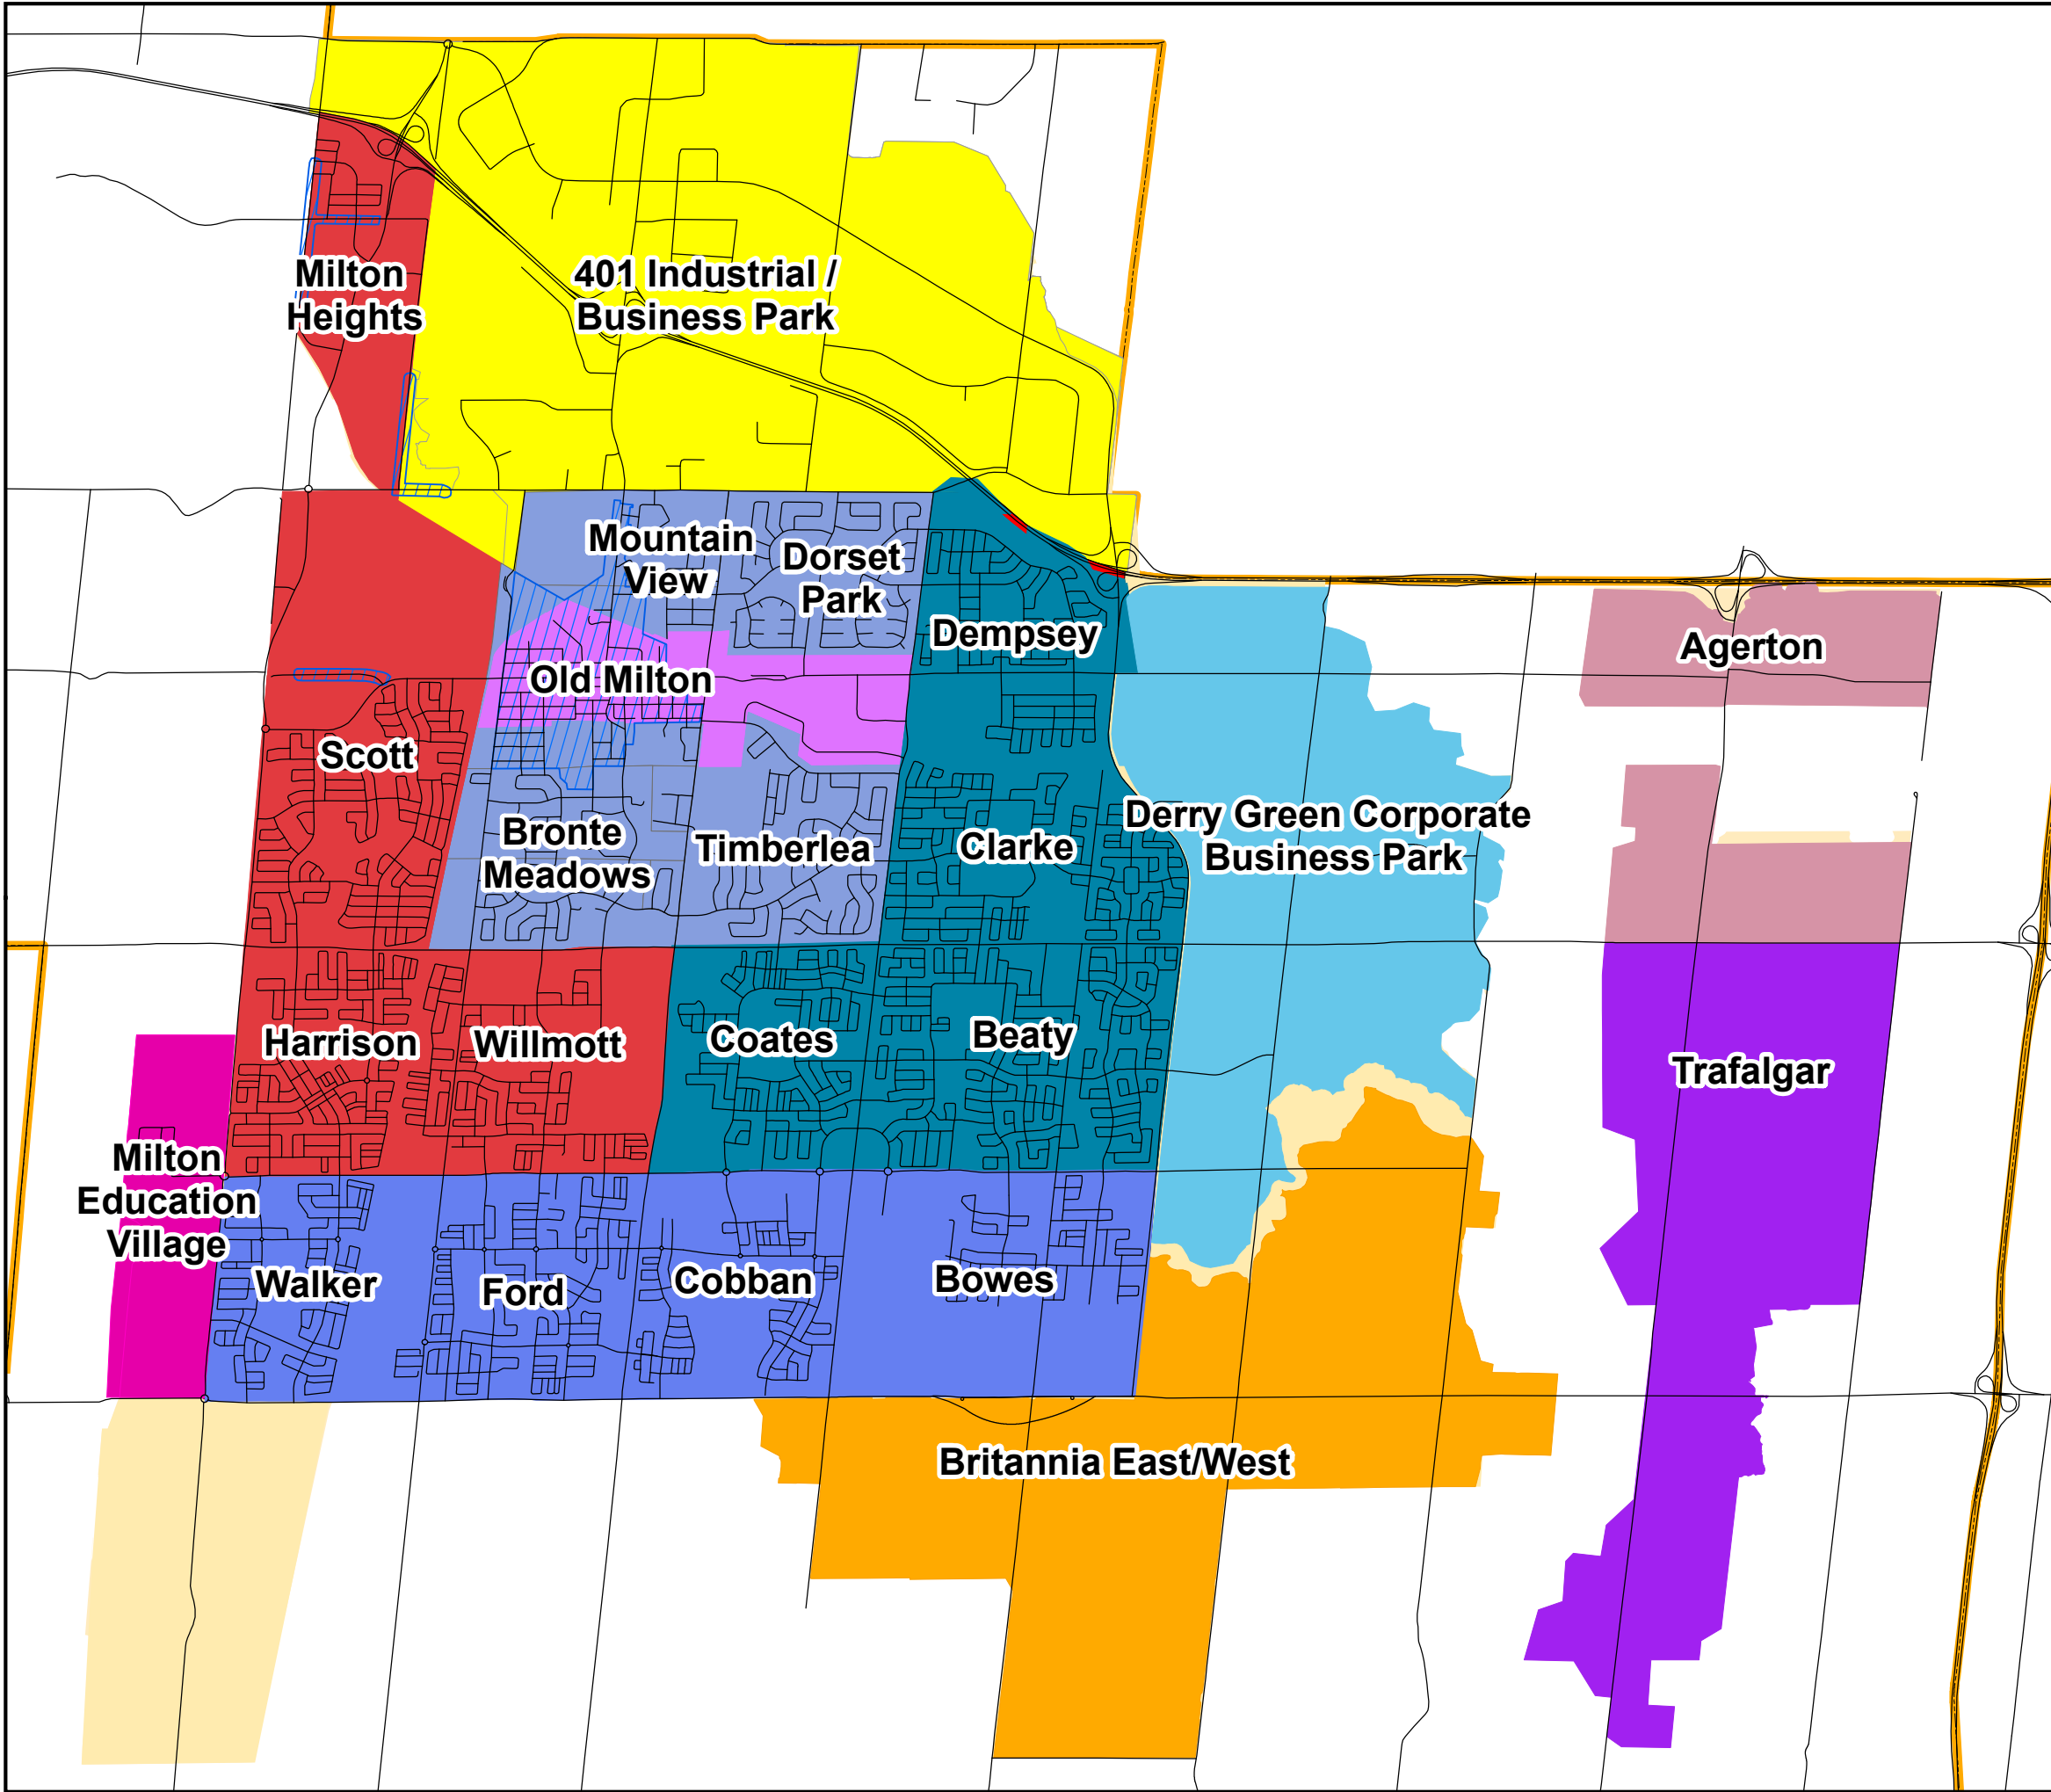 Milton
Heights
401 Industrial /
Business Park
Mountain
View
Dorset
Park
Dempsey
Agerton
Old Milton
Scott
Bronte
Meadows
Timberlea
Clarke
Derry Green Corporate
Business Park
Harrison
Willmott
Coates
Beaty
Trafalgar
Milton
Education
Village
Walker
Ford
Cobban
Bowes
Britannia East/West